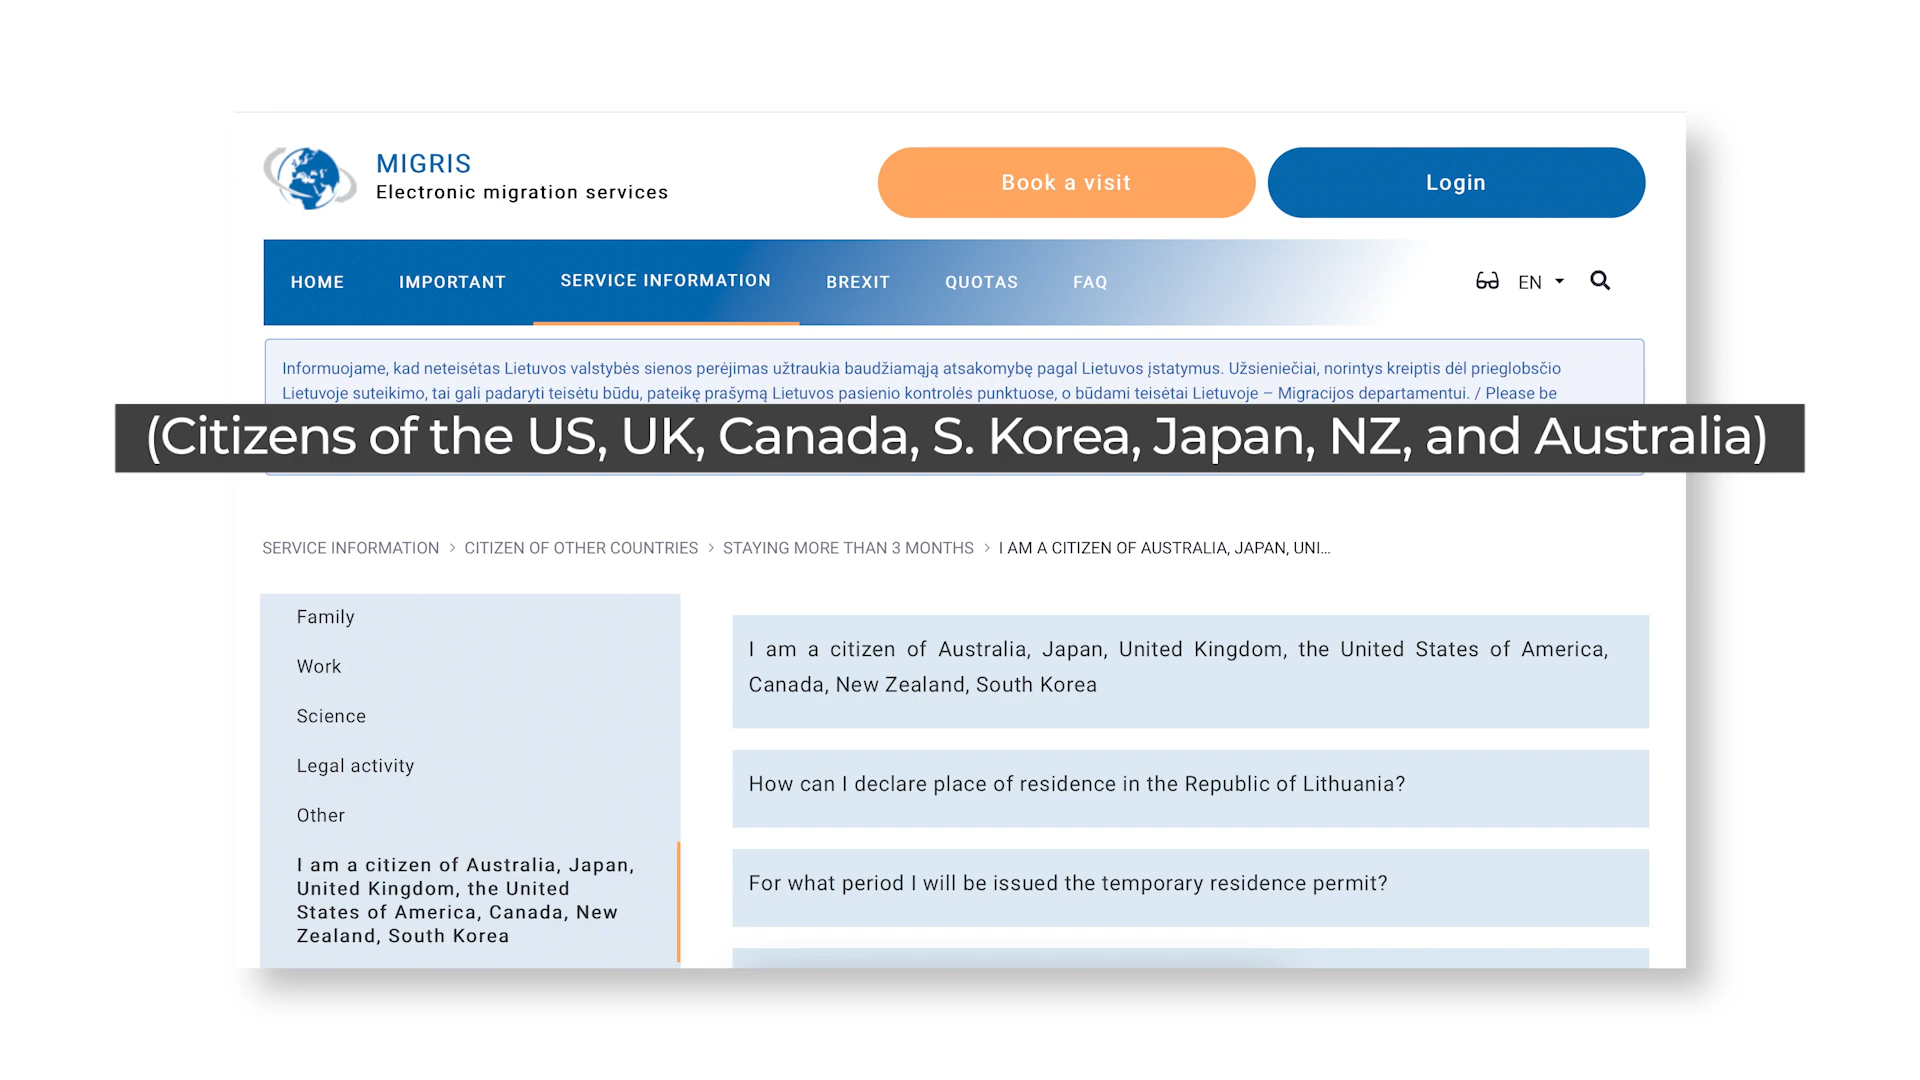 MIGRIS
Electronic migration services
Book a visit
Login
HOME
IMPORTANT
SERVICE INFORMATION
BREXIT
QUOTAS
FAQ
EN
Informuojame, kad neteisėtas Lietuvos valstybės sienos perėjimas užtraukia baudžiamąją atsakomybę pagal Lietuvos įstatymus. Užsieniečiai, norintys kreiptis dėl prieglobsčio
Lietuvoje suteikimo, tai gali padaryti teisėtu būdu, pateikę prašymą Lietuvos pasienio kontrolės punktuose, o būdami teisėtai Lietuvoje – Migracijos departamentui. / Please be
(Citizens of the US, UK, Canada, S. Korea, Japan, NZ, and Australia)
SERVICE INFORMATION > CITIZEN OF OTHER COUNTRIES > STAYING MORE THAN 3 MONTHS > I AM A CITIZEN OF AUSTRALIA, JAPAN, UNI...
Family
Work
Science
Legal activity
Other
I am a citizen of Australia, Japan,
United Kingdom, the United
States of America, Canada, New
Zealand, South Korea
I am a citizen of Australia, Japan, United Kingdom, the United States of America,
Canada, New Zealand, South Korea
How can I declare place of residence in the Republic of Lithuania?
For what period I will be issued the temporary residence permit?